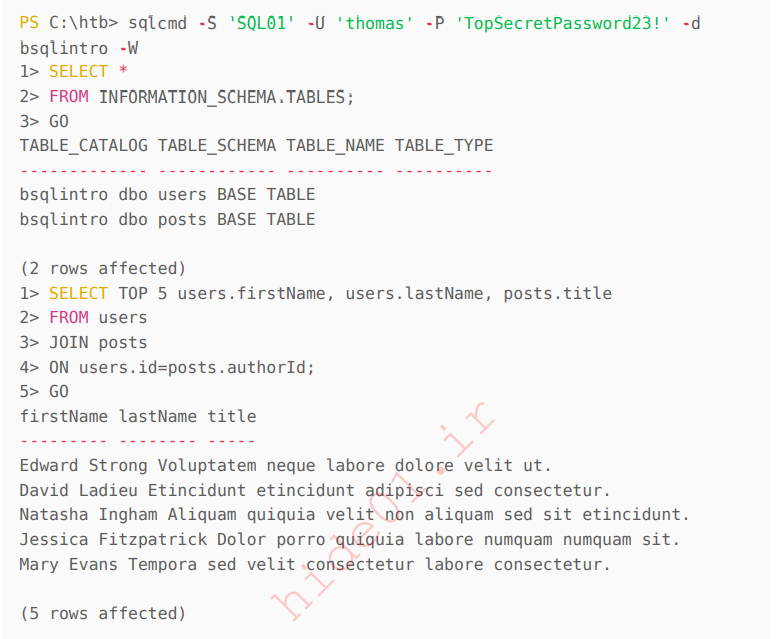 PS C:\htb> sqlcmd -S 'SQL01' -U 'thomas' -P 'TopSecretPassword23!' -d
bsqlintro -W
1> SELECT *
2> FROM INFORMATION_SCHEMA.TABLES;
3> GO
TABLE_CATALOG TABLE_SCHEMA TABLE_NAME TABLE_TYPE
------------- ------------ ---------- ----------
bsqlintro dbo users BASE TABLE
bsqlintro dbo posts BASE TABLE

(2 rows affected)
1> SELECT TOP 5 users.firstName, users.lastName, posts.title
2> FROM users
3> JOIN posts
4> ON users.id=posts.authorId;
5> GO
firstName lastName title
--------- -------- -----
Edward Strong Voluptatem neque labore dolore velit ut.
David Ladieu Etincidunt etincidunt adipisci sed consectetur.
Natasha Ingham Aliquam quiquia velit non aliquam sed sit etincidunt.
Jessica Fitzpatrick Dolor porro quiquia labore numquam numquam sit.
Mary Evans Tempora sed velit consectetur labore consectetur.

(5 rows affected)
hide01.ir